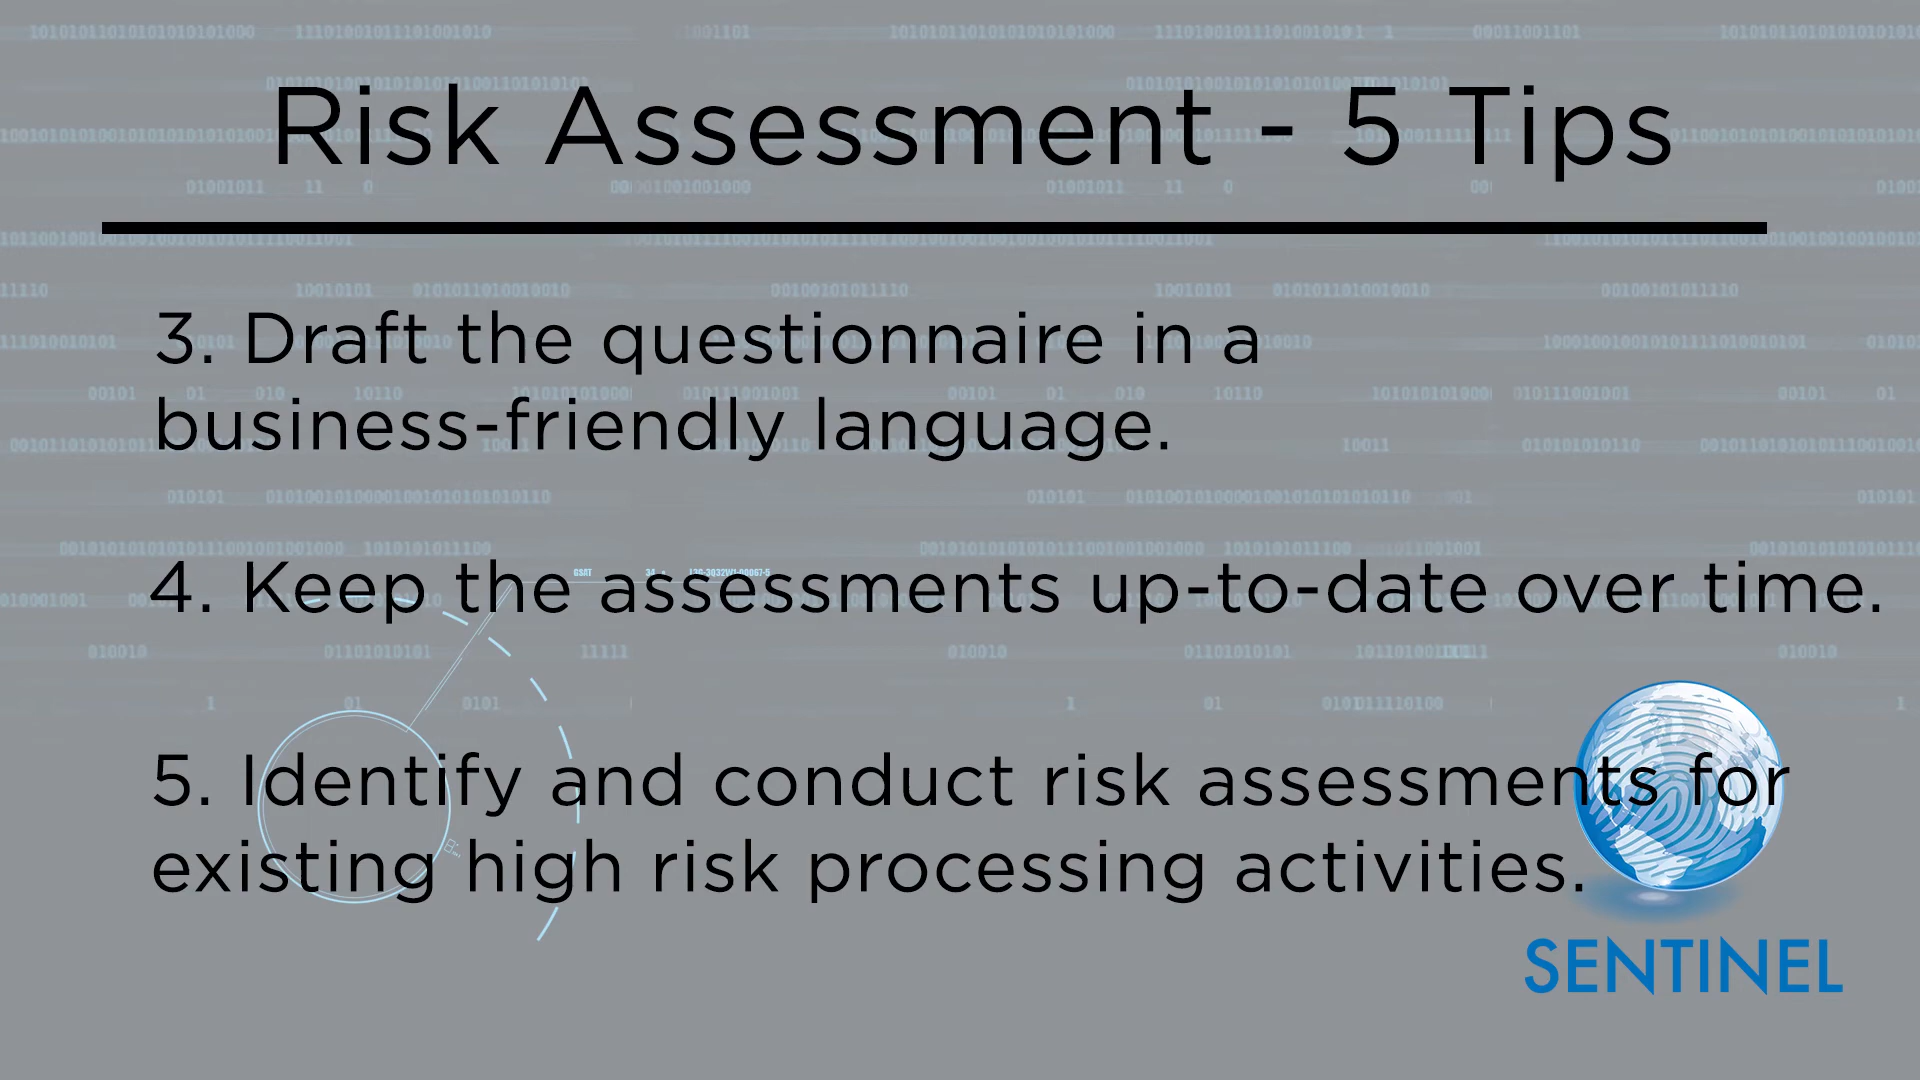 Risk Assessment - 5 Tips
3. Draft the questionnaire in a
business-friendly language.
4. Keep the assessments up-to-date over time.
5. Identify and conduct risk assessments for
existing high risk processing activities.
SENTINEL